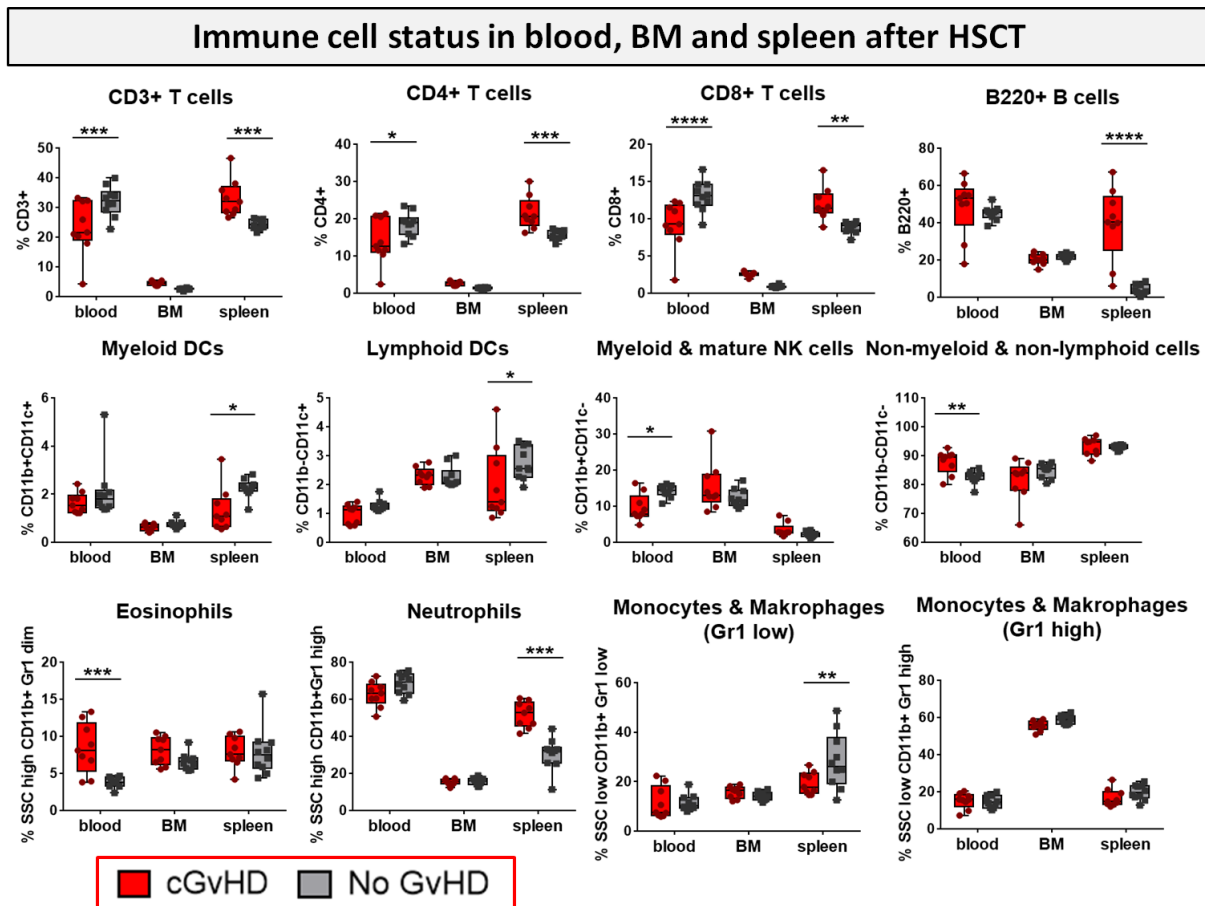 Immune cell status in blood, BM and spleen after HSCT
CD3+ T cells
CD4+ T cells
CD8+ T cells
B220+ B cells
% CD3+
50
40
30
20
10
0
***
***
blood BM spleen
% CD4+
40
30
20
10
0
*
***
blood BM spleen
% CD8+
20
15
10
5
0
****
**
blood BM spleen
% B220+
80
60
40
20
0
****
blood BM spleen
Myeloid DCs
Lymphoid DCs
Myeloid & mature NK cells
Non-myeloid & non-lymphoid cells
% CD11b+CD11c+
6
4
2
0
*
blood BM spleen
% CD11b-CD11c+
5
4
3
2
1
0
*
blood BM spleen
% CD11b+CD11c-
40
30
20
10
0
*
blood BM spleen
% CD11b-CD11c-
110
100
90
80
70
60
**
blood BM spleen
Eosinophils
Neutrophils
Monocytes & Makrophages
(Gr1 low)
Monocytes & Makrophages
(Gr1 high)
% SSC high CD11b+ Gr1 dim
20
15
10
5
0
***
blood BM spleen
% SSC high CD11b+Gr1 high
80
60
40
20
0
***
blood BM spleen
% SSC low CD11b+ Gr1 low
60
40
20
0
**
blood BM spleen
% SSC low CD11b+ Gr1 high
80
60
40
20
0
blood BM spleen
cGvHD No GvHD